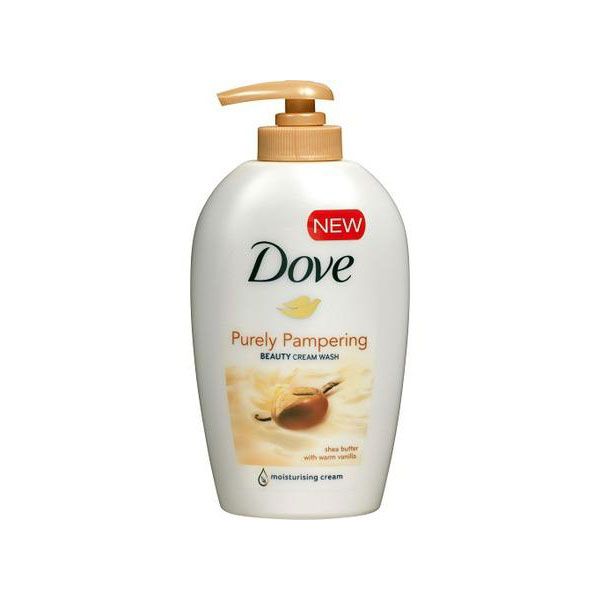 NEW
Dove
Purely Pampering
BEAUTY CREAM WASH
shea butter
with warm vanilla
moisturising cream